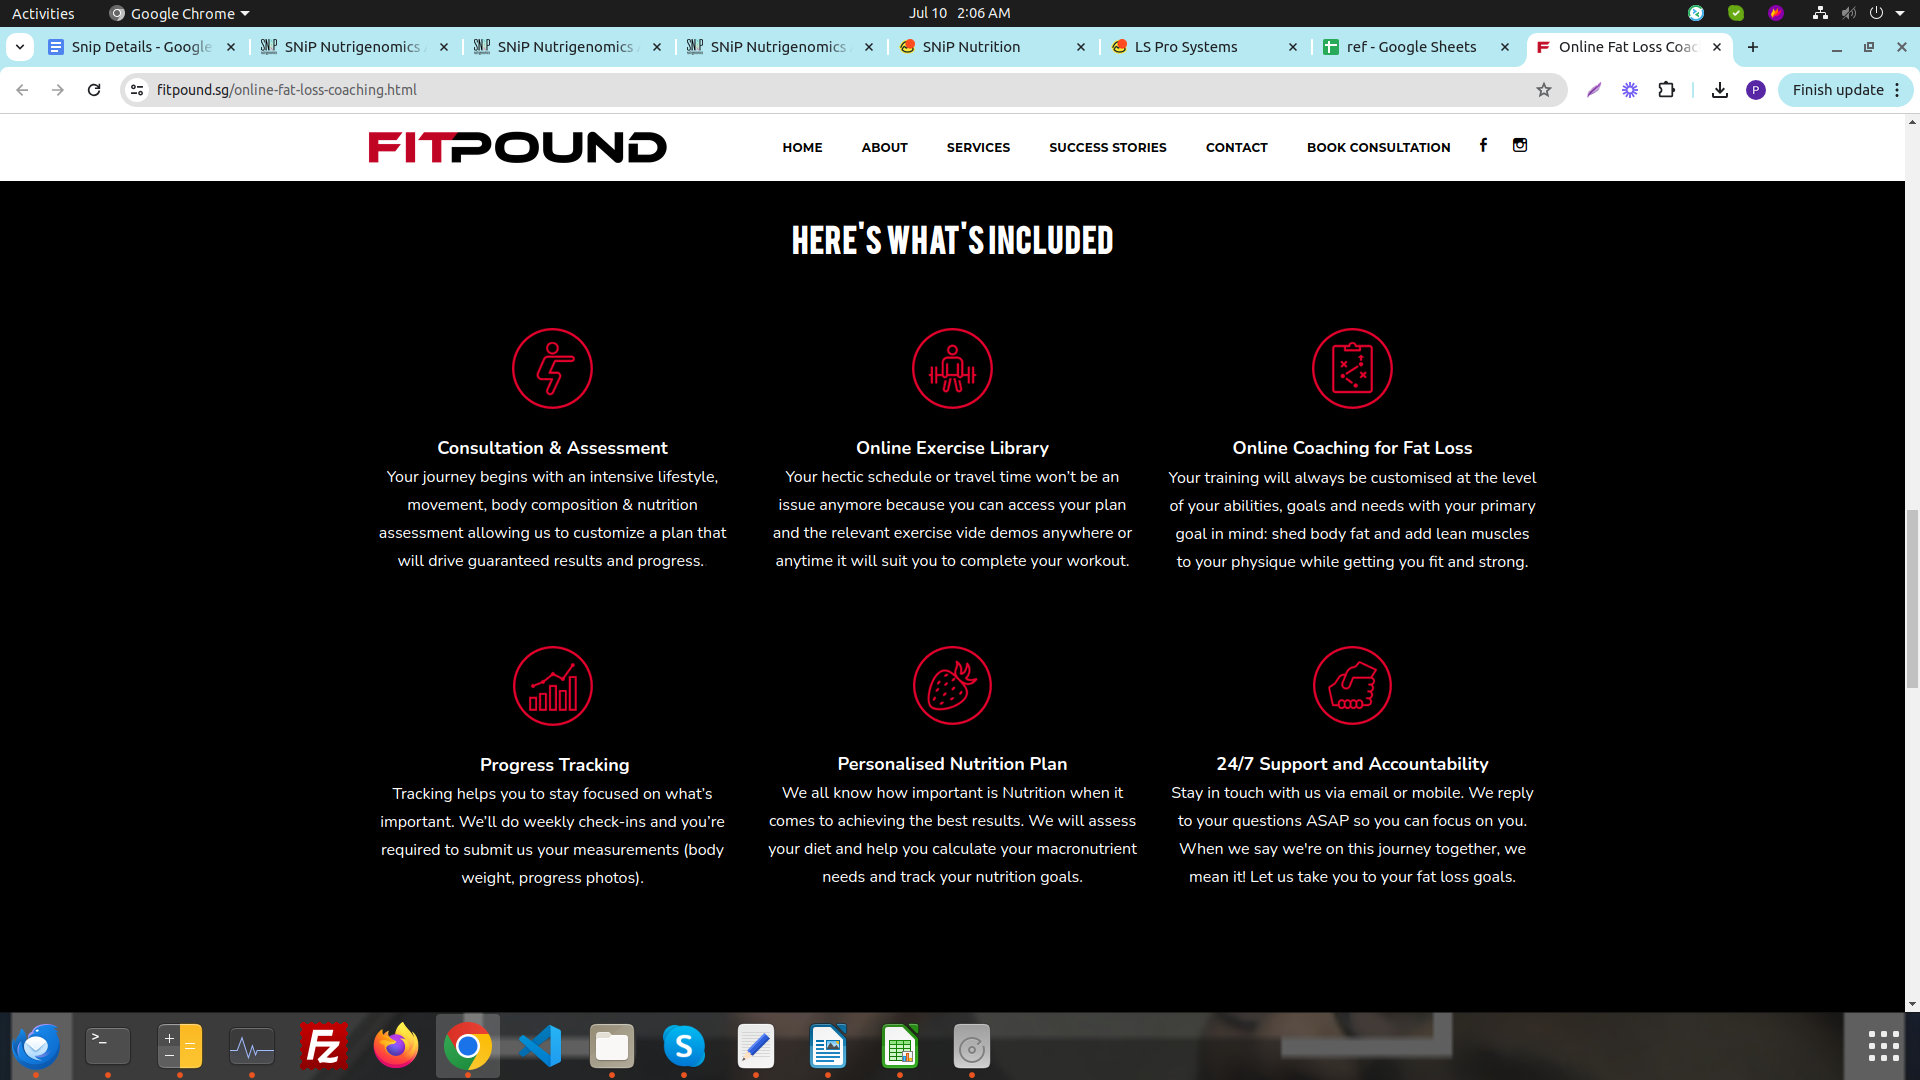 Activities
Google Chrome
Jul 10 2:06 AM
Snip Details - Google
SNiP Nutrigenomics
SNiP Nutrigenomics
SNiP Nutrigenomics
SNiP Nutrition
LS Pro Systems
ref - Google Sheets
Online Fat Loss Coac
fitpound.sg/online-fat-loss-coaching.html
P
Finish update
FITPOUND
HOME
ABOUT
SERVICES
SUCCESS STORIES
CONTACT
BOOK CONSULTATION
HERE'S WHAT'S INCLUDED
Consultation & Assessment
Your journey begins with an intensive lifestyle,
movement, body composition & nutrition
assessment allowing us to customize a plan that
will drive guaranteed results and progress.
Online Exercise Library
Your hectic schedule or travel time won't be an
issue anymore because you can access your plan
and the relevant exercise vide demos anywhere or
anytime it will suit you to complete your workout.
Online Coaching for Fat Loss
Your training will always be customised at the level
of your abilities, goals and needs with your primary
goal in mind: shed body fat and add lean muscles
to your physique while getting you fit and strong.
Progress Tracking
Tracking helps you to stay focused on what's
important. We'll do weekly check-ins and you're
required to submit us your measurements (body
weight, progress photos).
Personalised Nutrition Plan
We all know how important is Nutrition when it
comes to achieving the best results. We will assess
your diet and help you calculate your macronutrient
needs and track your nutrition goals.
24/7 Support and Accountability
Stay in touch with us via email or mobile. We reply
to your questions ASAP so you can focus on you.
When we say we're on this journey together, we
mean it! Let us take you to your fat loss goals.